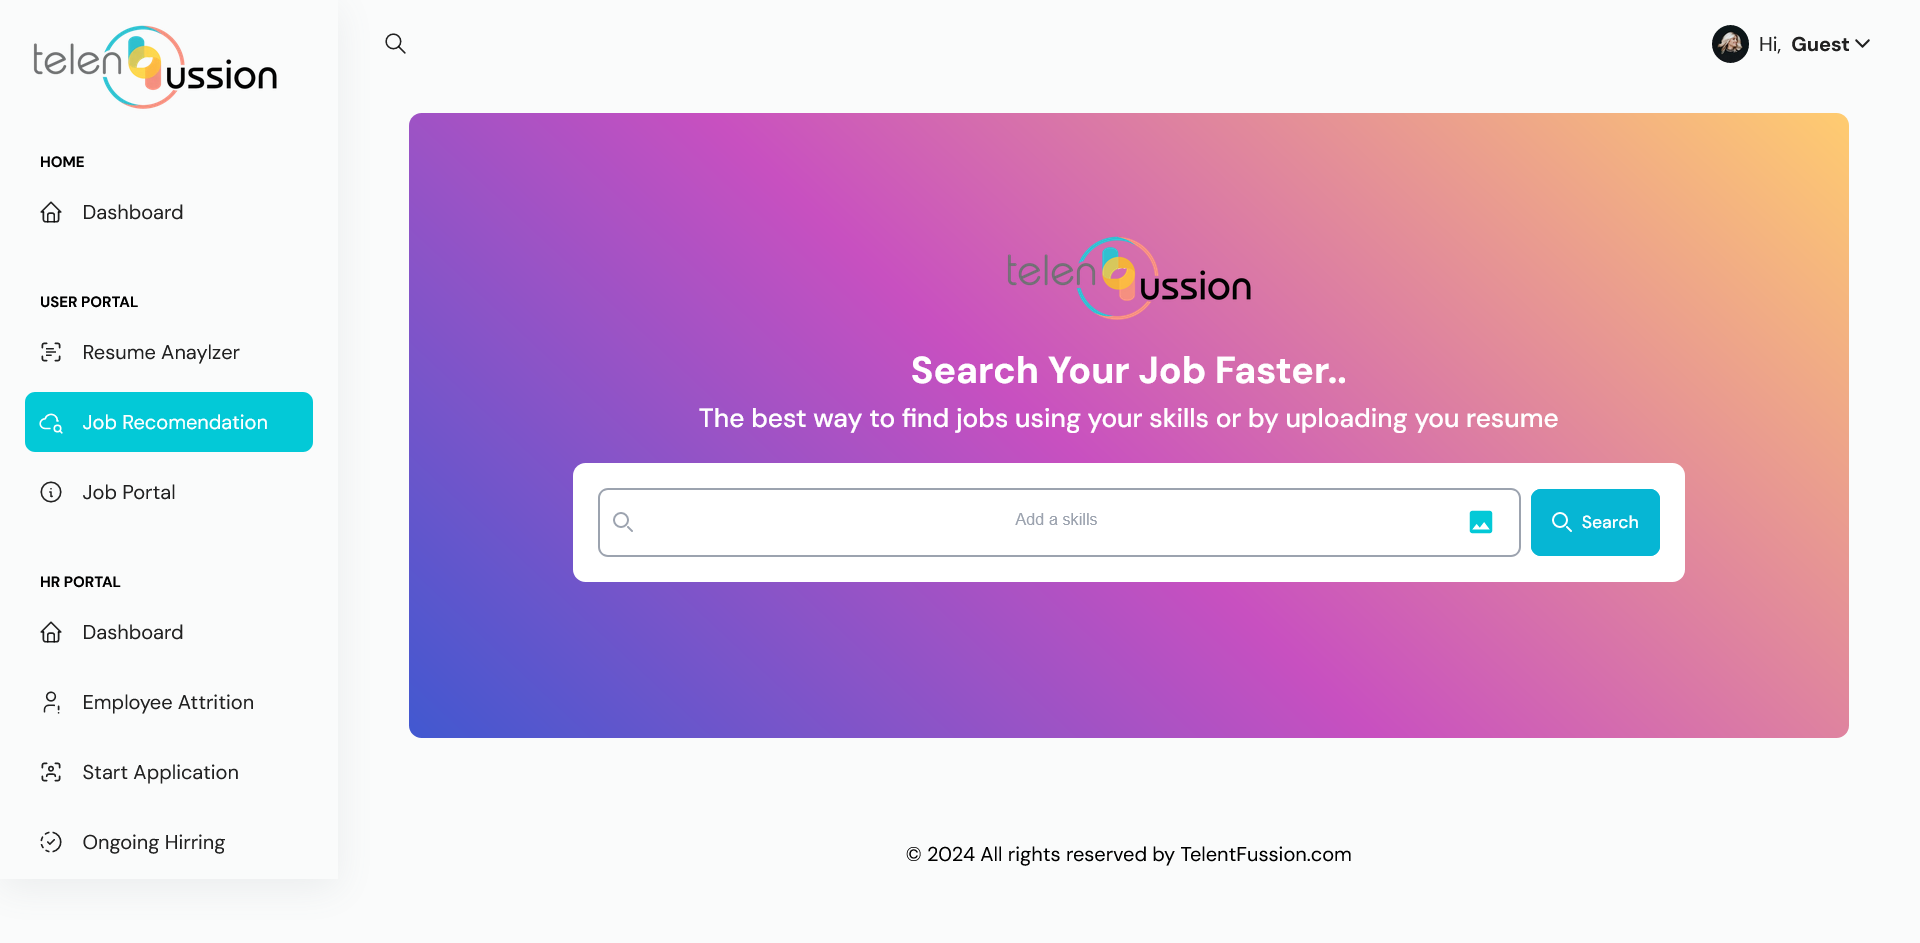 telen ussion
Hi, Guest
HOME
Dashboard
USER PORTAL
Resume Anaylzer
Job Recomendation
Job Portal
HR PORTAL
Dashboard
Employee Attrition
Start Application
Ongoing Hirring
telen ussion
Search Your Job Faster..
The best way to find jobs using your skills or by uploading you resume
Add a skills
Search
© 2024 All rights reserved by TelentFussion.com